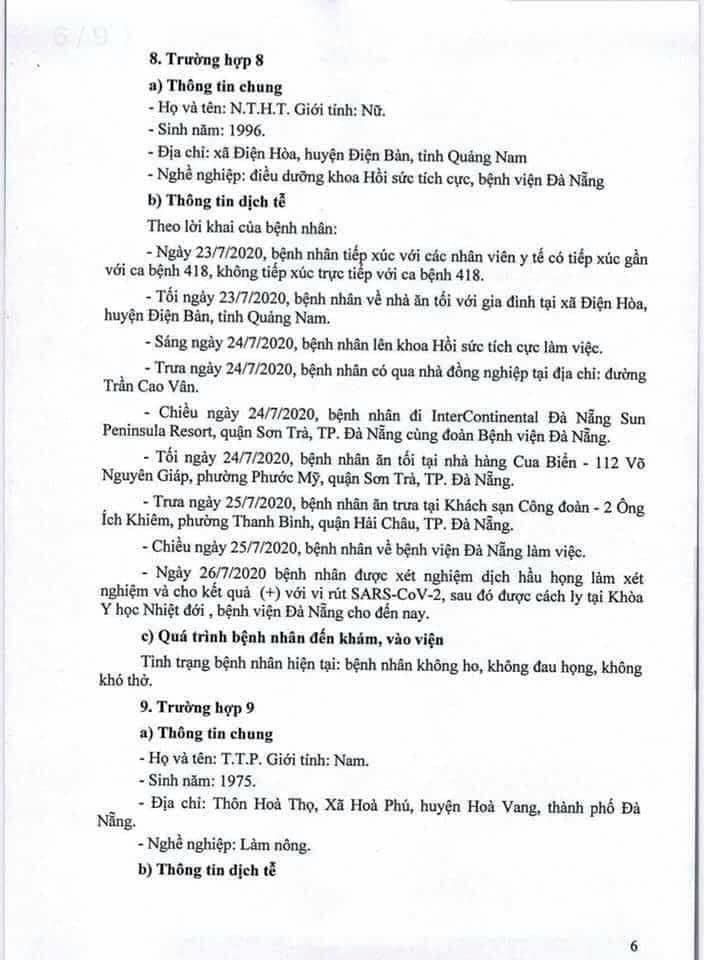 6/9
8. Trường hợp 8
a) Thông tin chung
- Họ và tên: N.T.H.T. Giới tính: Nữ.
- Sinh năm: 1996.
- Địa chỉ: xã Điện Hòa, huyện Điện Bàn, tỉnh Quảng Nam
- Nghề nghiệp: điều dưỡng khoa Hồi sức tích cực, bệnh viện Đà Nẵng
b) Thông tin dịch tễ
Theo lời khai của bệnh nhân:
- Ngày 23/7/2020, bệnh nhân tiếp xúc với các nhân viên y tế có tiếp xúc gần
với ca bệnh 418, không tiếp xúc trực tiếp với ca bệnh 418.
- Tối ngày 23/7/2020, bệnh nhân về nhà ăn tối với gia đình tại xã Điện Hòa,
huyện Điện Bàn, tỉnh Quảng Nam.
- Sáng ngày 24/7/2020, bệnh nhân lên khoa Hồi sức tích cực làm việc.
- Trưa ngày 24/7/2020, bệnh nhân có qua nhà đồng nghiệp tại địa chỉ: đường
Trần Cao Vân.
- Chiều ngày 24/7/2020, bệnh nhân đi InterContinental Đà Nẵng Sun
Peninsula Resort, quận Sơn Trà, TP. Đà Nẵng cùng đoàn Bệnh viện Đà Nẵng.
- Tối ngày 24/7/2020, bệnh nhân ăn tối tại nhà hàng Cua Biển - 112 Võ
Nguyên Giáp, phường Phước Mỹ, quận Sơn Trà, TP. Đà Nẵng.
- Trưa ngày 25/7/2020, bệnh nhân ăn trưa tại Khách sạn Công đoàn - 2 Ông
Ích Khiêm, phường Thanh Bình, quận Hải Châu, TP. Đà Nẵng.
- Chiều ngày 25/7/2020, bệnh nhân về bệnh viện Đà Nẵng làm việc.
- Ngày 26/7/2020 bệnh nhân được xét nghiệm dịch hầu họng làm xét
nghiệm và cho kết quả (+) với vi rút SARS-CoV-2, sau đó được cách ly tại Khòa
Y học Nhiệt đới , bệnh viện Đà Nẵng cho đến nay.
c) Quá trình bệnh nhân đến khám, vào viện
Tình trạng bệnh nhân hiện tại: bệnh nhân không ho, không đau họng, không
khó thở.
9. Trường hợp 9
a) Thông tin chung
- Họ và tên: T.T.P. Giới tính: Nam.
- Sinh năm: 1975.
- Địa chỉ: Thôn Hoà Thọ, Xã Hoà Phú, huyện Hoà Vang, thành phố Đà
Nẵng.
- Nghề nghiệp: Làm nông.
b) Thông tin dịch tễ
6